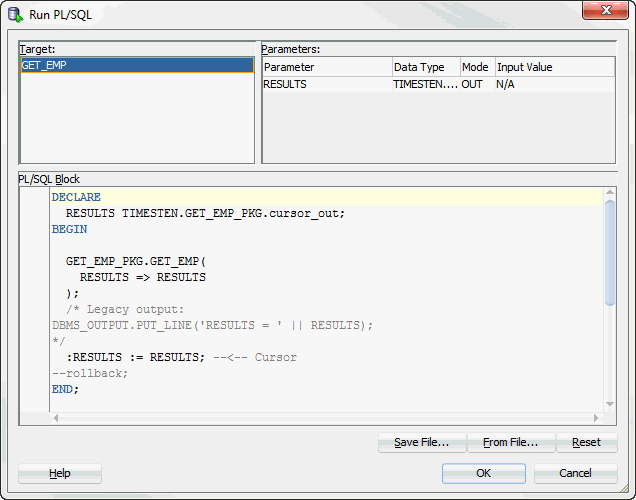 Run PL/SQL
Target:
GET_EMP
Parameters:
Parameter Data Type Mode Input Value
RESULTS TIMESTEN.... OUT N/A
PL/SQL Block
DECLARE
  RESULTS TIMESTEN.GET_EMP_PKG.cursor_out;
BEGIN
  GET_EMP_PKG.GET_EMP(
    RESULTS => RESULTS
  );
  /* Legacy output:
DBMS_OUTPUT.PUT_LINE('RESULTS = ' || RESULTS);
*/
  :RESULTS := RESULTS; --<-- Cursor
--rollback;
END;
Save File... From File... Reset
Help OK Cancel